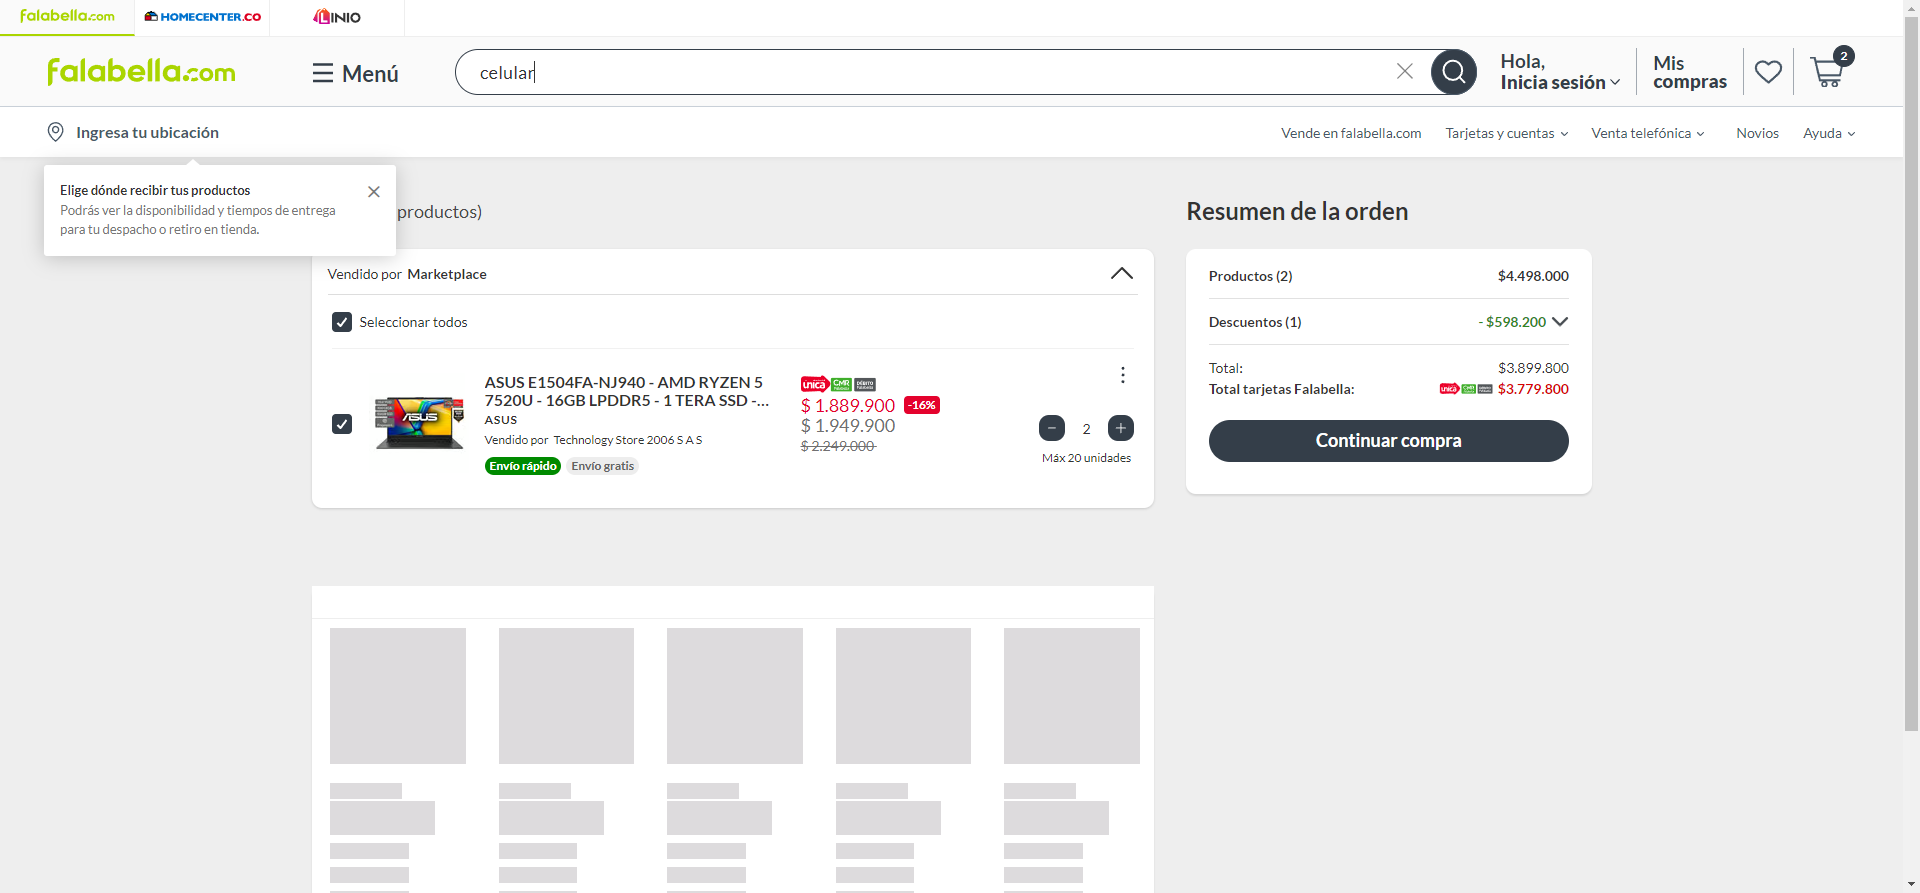 falabella.com
HOMECENTER.CO
LINIO
falabella.com
Menú
celular
Hola,
Inicia sesión
Mis
compras
2
Ingresa tu ubicación
Vende en falabella.com
Tarjetas y cuentas
Venta telefónica
Novios
Ayuda
Elige dónde recibir tus productos
Podrás ver la disponibilidad y tiempos de entrega
para tu despacho o retiro en tienda.
productos)
Resumen de la orden
Vendido por Marketplace
Seleccionar todos
ASUS E1504FA-NJ940 - AMD RYZEN 5
7520U - 16GB LPDDR5 - 1 TERA SSD -...
ASUS
Vendido por Technology Store 2006 S A S
Envío rápido
Envío gratis
única CMR
$ 1.889.900 -16%
$ 1.949.900
$ 2.249.000
− 2 +
Máx 20 unidades
Productos (2) $4.498.000
Descuentos (1) - $598.200
Total: $3.899.800
Total tarjetas Falabella: única CMR $3.779.800
Continuar compra